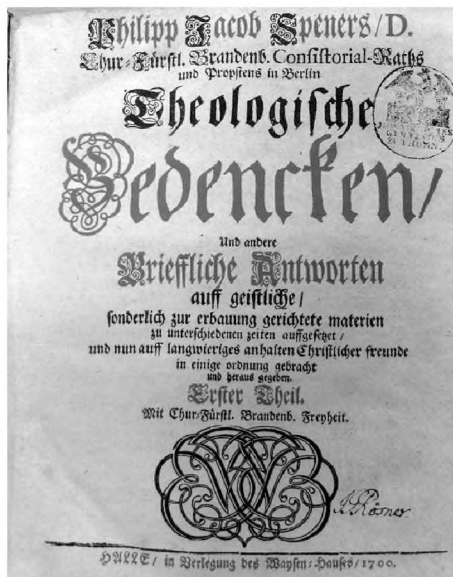 Philipp Jacob Speners/D.
Chur-Fürstl. Brandenb. Consistorial-Raths
und Propstens in Berlin
Theologische
Bedencken/
Und andere
Brieffliche Antworten
auff geistliche/
sonderlich zur erbauung gerichtete materien
zu unterschiedenen zeiten auffgesetzet/
und nun auff langwieriges anhalten Christlicher freunde
in einige ordnung gebracht
und heraus gegeben.
Erster Theil.
Mit Chur-Fürstl. Brandenb. Freyheit.
HALLE/ in Verlegung des Waysen-Hauses/1700.